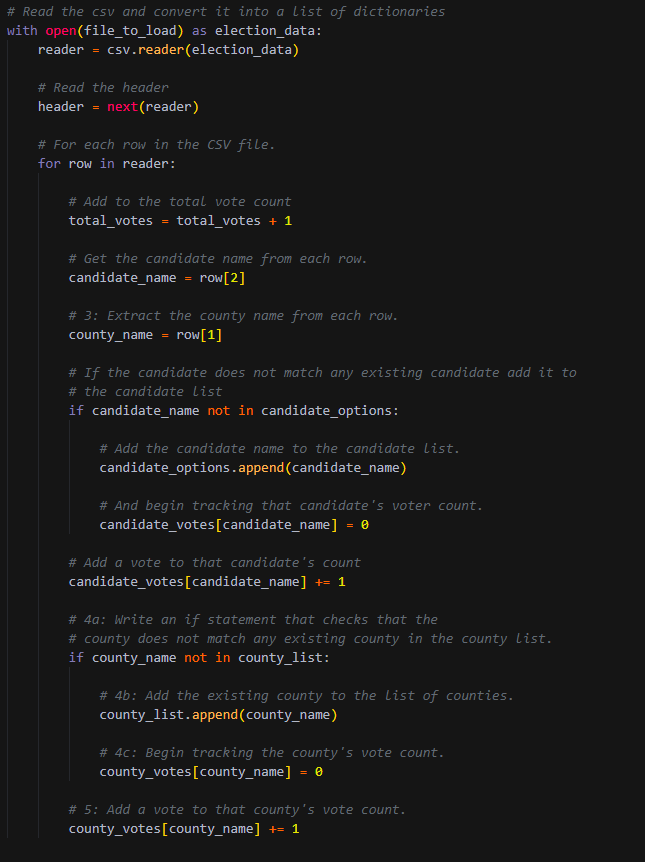 # Read the csv and convert it into a list of dictionaries
with open(file_to_load) as election_data:
    reader = csv.reader(election_data)

    # Read the header
    header = next(reader)

    # For each row in the CSV file.
    for row in reader:

        # Add to the total vote count
        total_votes = total_votes + 1

        # Get the candidate name from each row.
        candidate_name = row[2]

        # 3: Extract the county name from each row.
        county_name = row[1]

        # If the candidate does not match any existing candidate add it to
        # the candidate list
        if candidate_name not in candidate_options:

            # Add the candidate name to the candidate list.
            candidate_options.append(candidate_name)

            # And begin tracking that candidate's voter count.
            candidate_votes[candidate_name] = 0

        # Add a vote to that candidate's count
        candidate_votes[candidate_name] += 1

        # 4a: Write an if statement that checks that the
        # county does not match any existing county in the county list.
        if county_name not in county_list:

            # 4b: Add the existing county to the list of counties.
            county_list.append(county_name)

            # 4c: Begin tracking the county's vote count.
            county_votes[county_name] = 0

        # 5: Add a vote to that county's vote count.
        county_votes[county_name] += 1